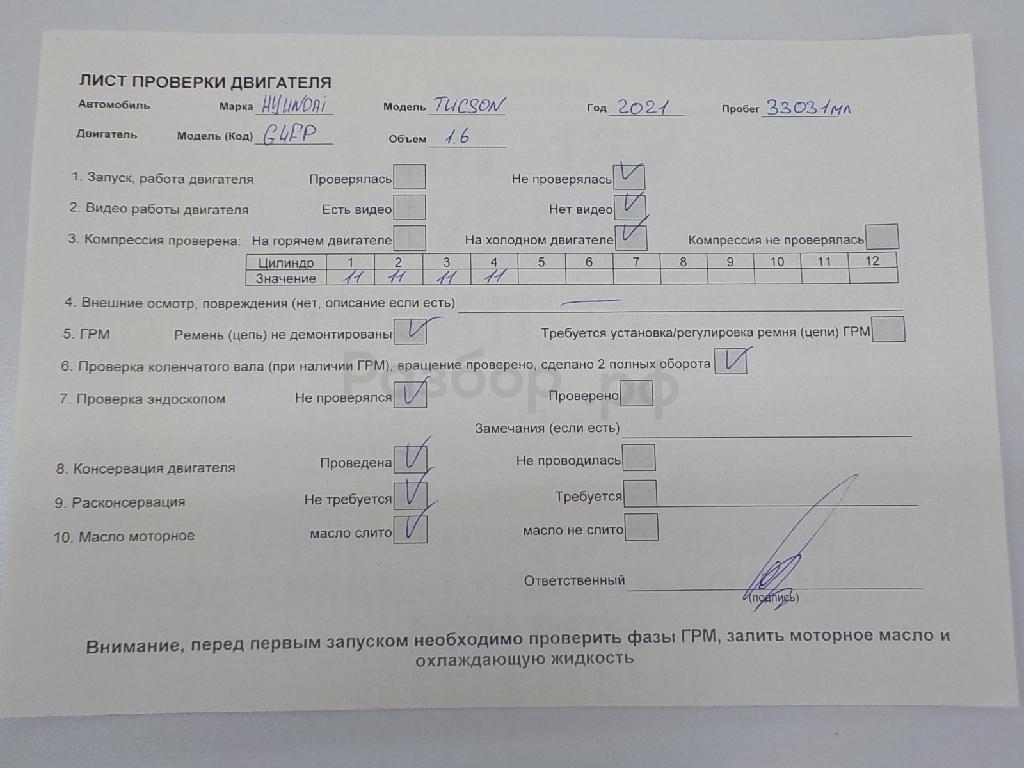 ЛИСТ ПРОВЕРКИ ДВИГАТЕЛЯ
Автомобиль Марка HYUNDAI Модель TUCSON Год 2021 Пробег 33031 мл
Двигатель Модель (Код) G4FP Объем 1.6
1. Запуск, работа двигателя Проверялась Не проверялась
2. Видео работы двигателя Есть видео Нет видео
3. Компрессия проверена: На горячем двигателе На холодном двигателе Компрессия не проверялась
Цилиндр 1 2 3 4 5 6 7 8 9 10 11 12
Значение 11 11 11 11
4. Внешние осмотр, повреждения (нет, описание если есть)
5. ГРМ Ремень (цепь) не демонтированы Требуется установка/регулировка ремня (цепи) ГРМ
6. Проверка коленчатого вала (при наличии ГРМ), вращение проверено, сделано 2 полных оборота
Разбор.рф
7. Проверка эндоскопом Не проверялся Проверено
Замечания (если есть)
8. Консервация двигателя Проведена Не проводилась
9. Расконсервация Не требуется Требуется
10. Масло моторное масло слито масло не слито
Ответственный
(подпись)
Внимание, перед первым запуском необходимо проверить фазы ГРМ, залить моторное масло и
охлаждающую жидкость